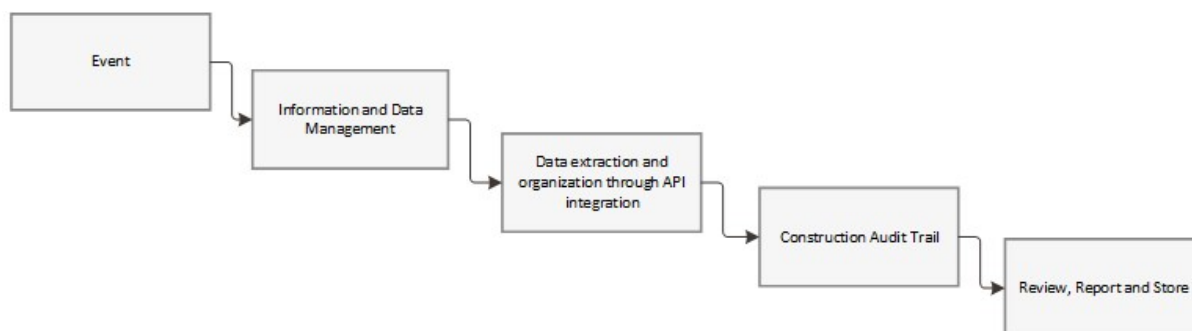 Event
Information and Data
Management
Data extraction and
organization through API
integration
Construction Audit Trail
Review, Report and Store